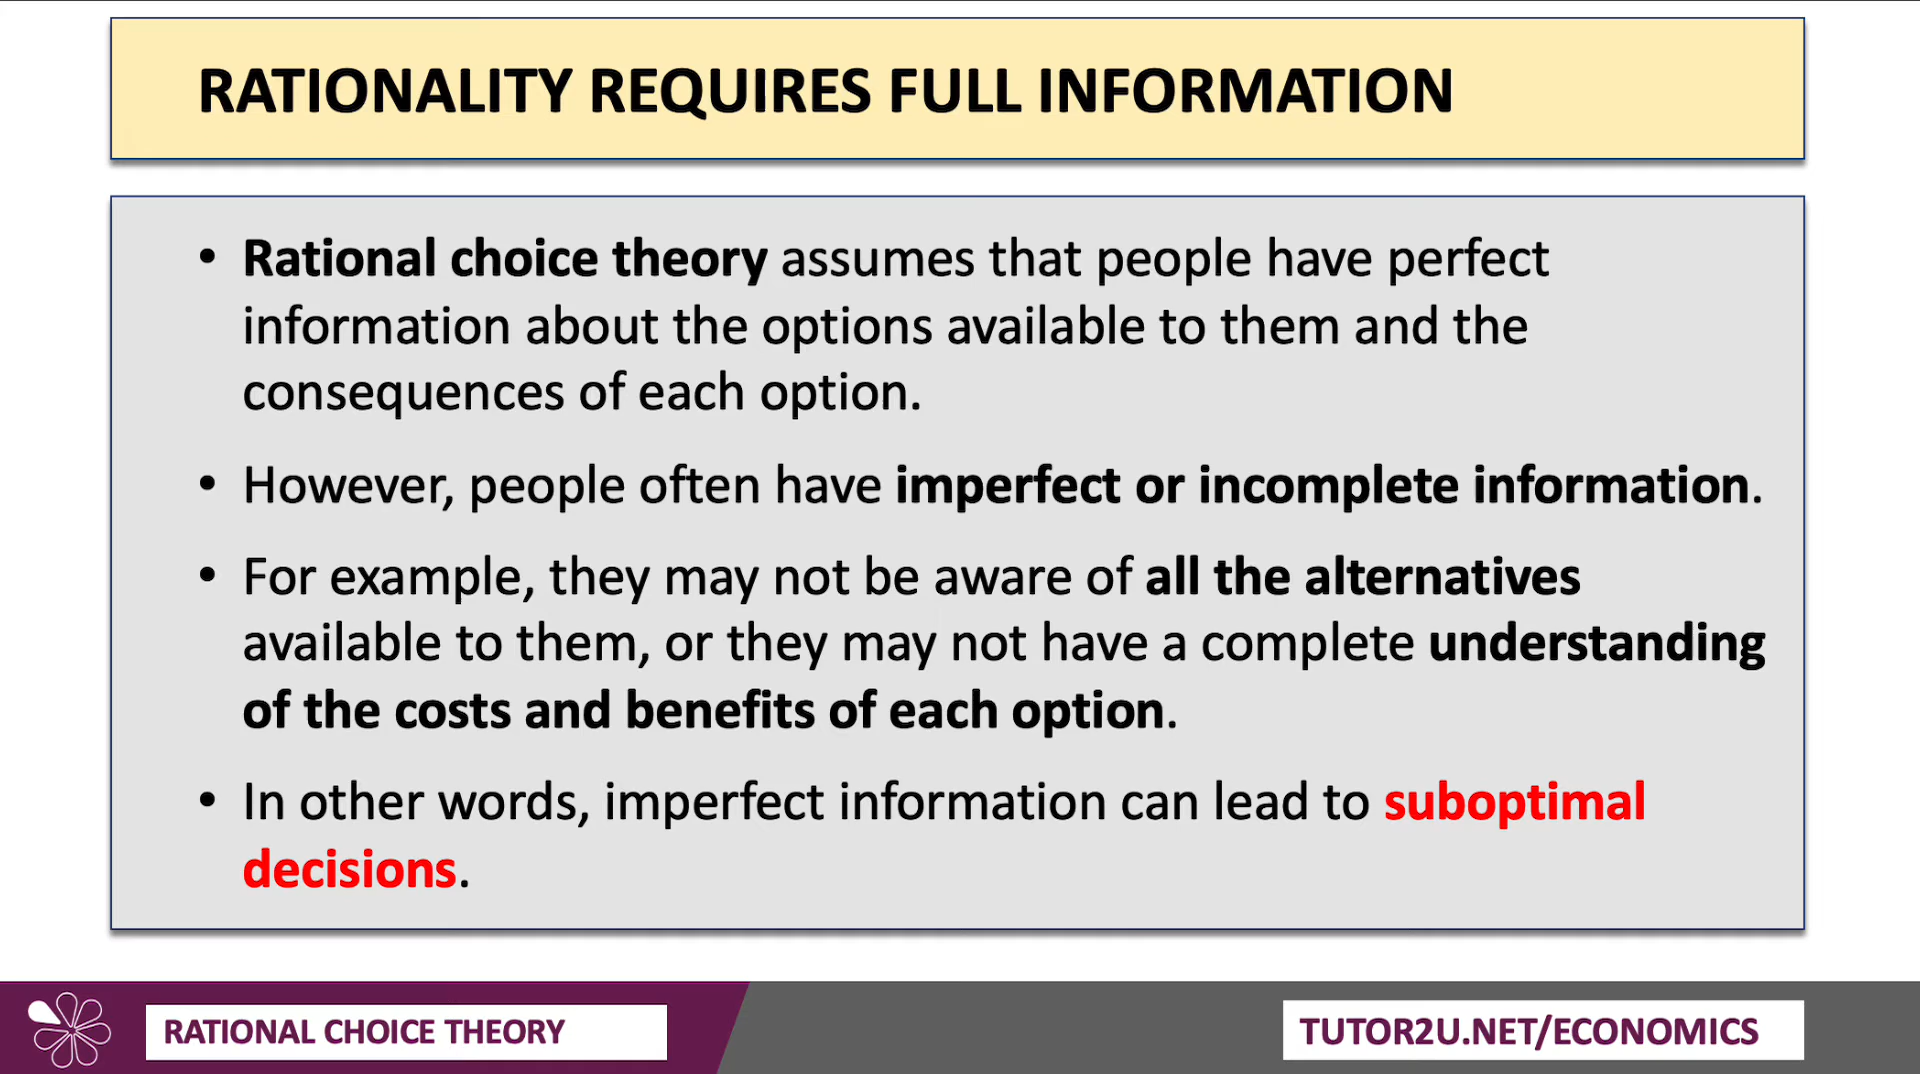 RATIONALITY REQUIRES FULL INFORMATION
• Rational choice theory assumes that people have perfect
information about the options available to them and the
consequences of each option.
• However, people often have imperfect or incomplete information.
• For example, they may not be aware of all the alternatives
available to them, or they may not have a complete understanding
of the costs and benefits of each option.
• In other words, imperfect information can lead to suboptimal
decisions.
RATIONAL CHOICE THEORY
TUTOR2U.NET/ECONOMICS